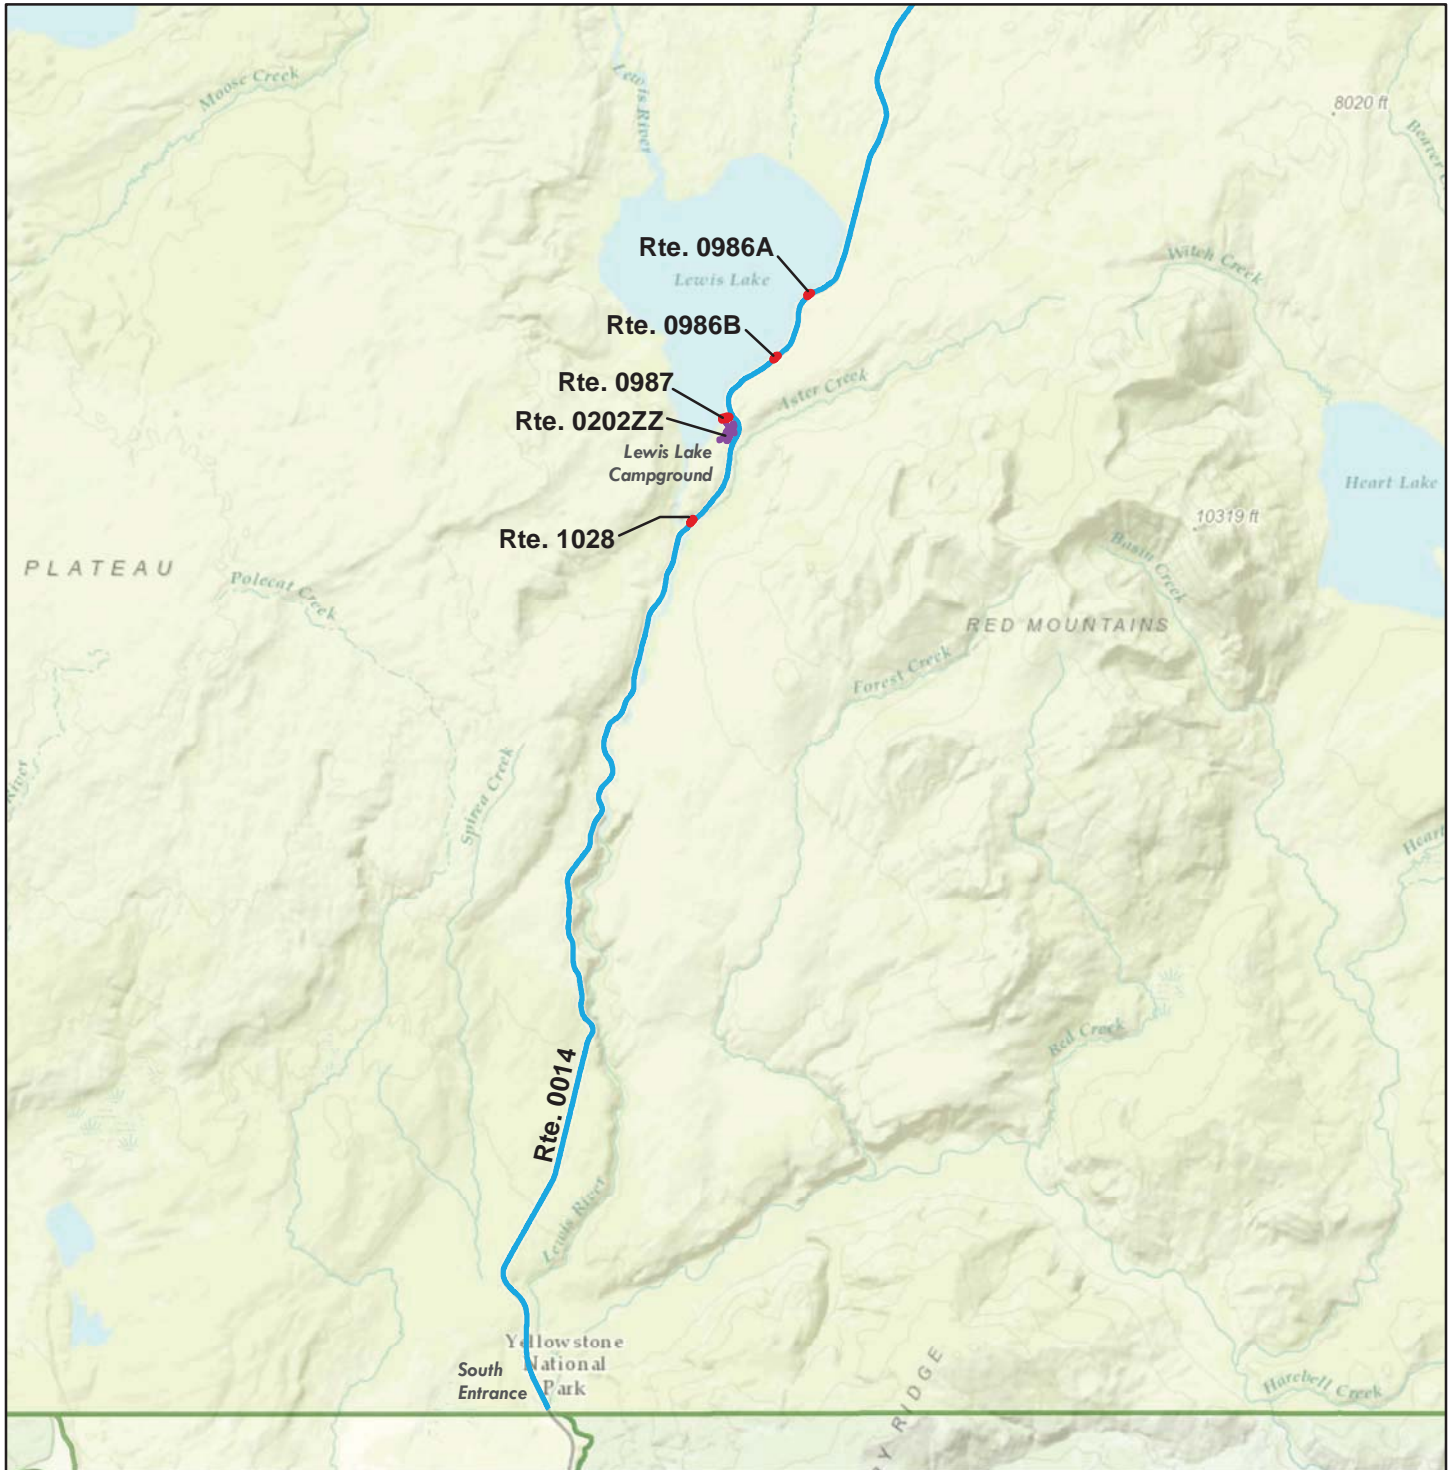 Moose Creek
Lewis River
8020 ft
Beaver C
Rte. 0986A
Lewis Lake
Witch Creek
Rte. 0986B
Rte. 0987
Aster Creek
Rte. 0202ZZ
Lewis Lake
Campground
Heart Lake
10319 ft
Rte. 1028
Basin Creek
PLATEAU
Polecat Creek
RED MOUNTAINS
Forest Creek
River
Spirea Creek
Heart
Red Creek
Rte. 0014
Lewis River
Yellowstone
National
Park
South
Entrance
Harebell Creek
Y RIDGE